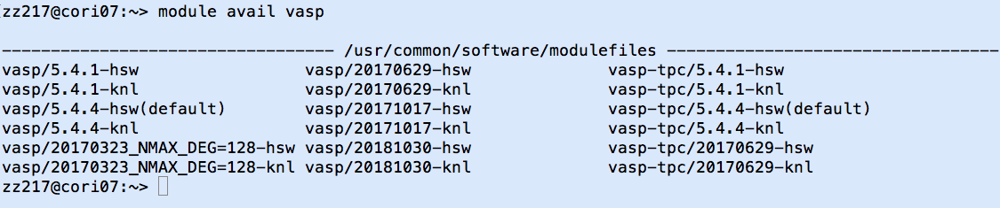 zz217@cori07:~> module avail vasp
---------------------------------- /usr/common/software/modulefiles ----------------------------------
vasp/5.4.1-hsw vasp/20170629-hsw vasp-tpc/5.4.1-hsw
vasp/5.4.1-knl vasp/20170629-knl vasp-tpc/5.4.1-knl
vasp/5.4.4-hsw(default) vasp/20171017-hsw vasp-tpc/5.4.4-hsw(default)
vasp/5.4.4-knl vasp/20171017-knl vasp-tpc/5.4.4-knl
vasp/20170323_NMAX_DEG=128-hsw vasp/20181030-hsw vasp-tpc/20170629-hsw
vasp/20170323_NMAX_DEG=128-knl vasp/20181030-knl vasp-tpc/20170629-knl
zz217@cori07:~>